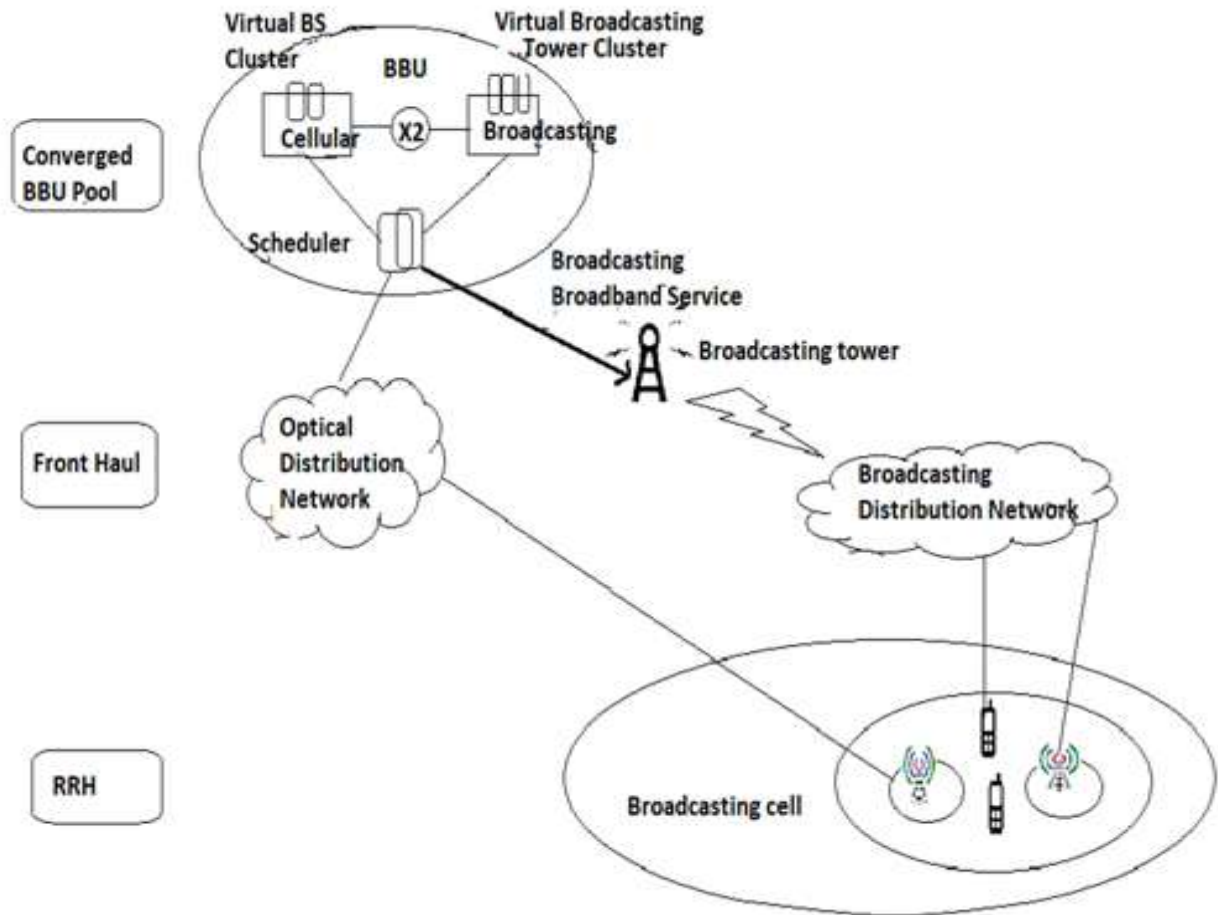 Virtual BS
Cluster
Virtual Broadcasting
Tower Cluster
BBU
Cellular
X2
Broadcasting
Converged
BBU Pool
Scheduler
Broadcasting
Broadband Service
Broadcasting tower
Front Haul
Optical
Distribution
Network
Broadcasting
Distribution Network
RRH
Broadcasting cell